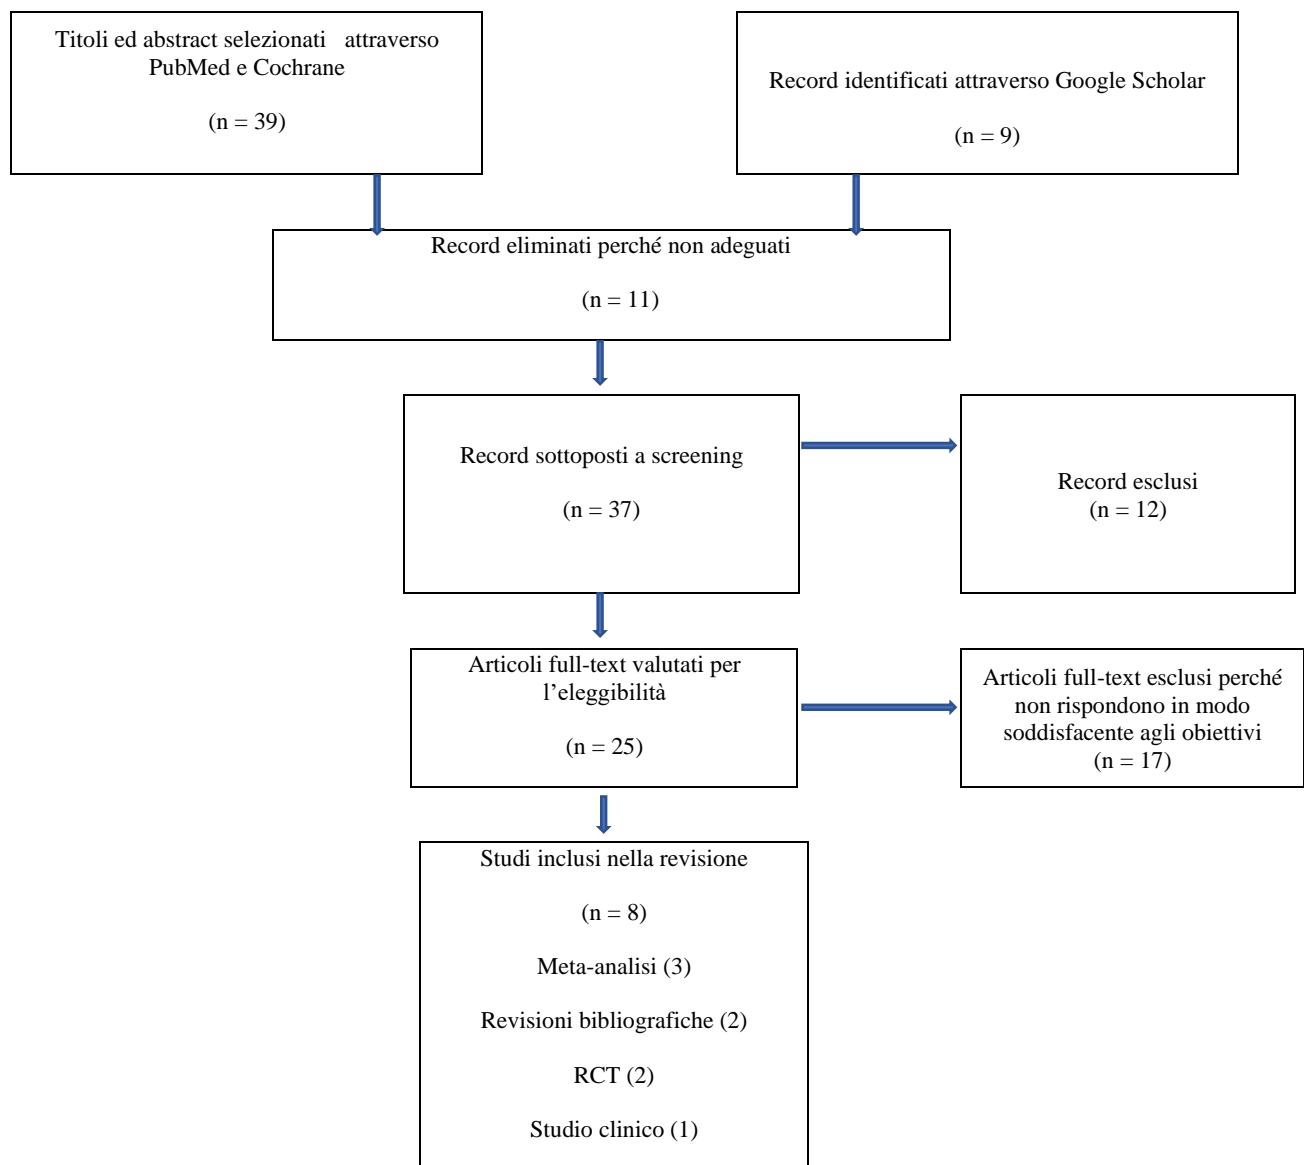 Titoli ed abstract selezionati   attraverso
PubMed e Cochrane
(n = 39)
Record identificati attraverso Google Scholar
(n = 9)
Record eliminati perché non adeguati
(n = 11)
Record sottoposti a screening
(n = 37)
Record esclusi
(n = 12)
Articoli full-text valutati per
l’eleggibilità
(n = 25)
Articoli full-text esclusi perché
non rispondono in modo
soddisfacente agli obiettivi
(n = 17)
Studi inclusi nella revisione
(n = 8)
Meta-analisi (3)
Revisioni bibliografiche (2)
RCT (2)
Studio clinico (1)